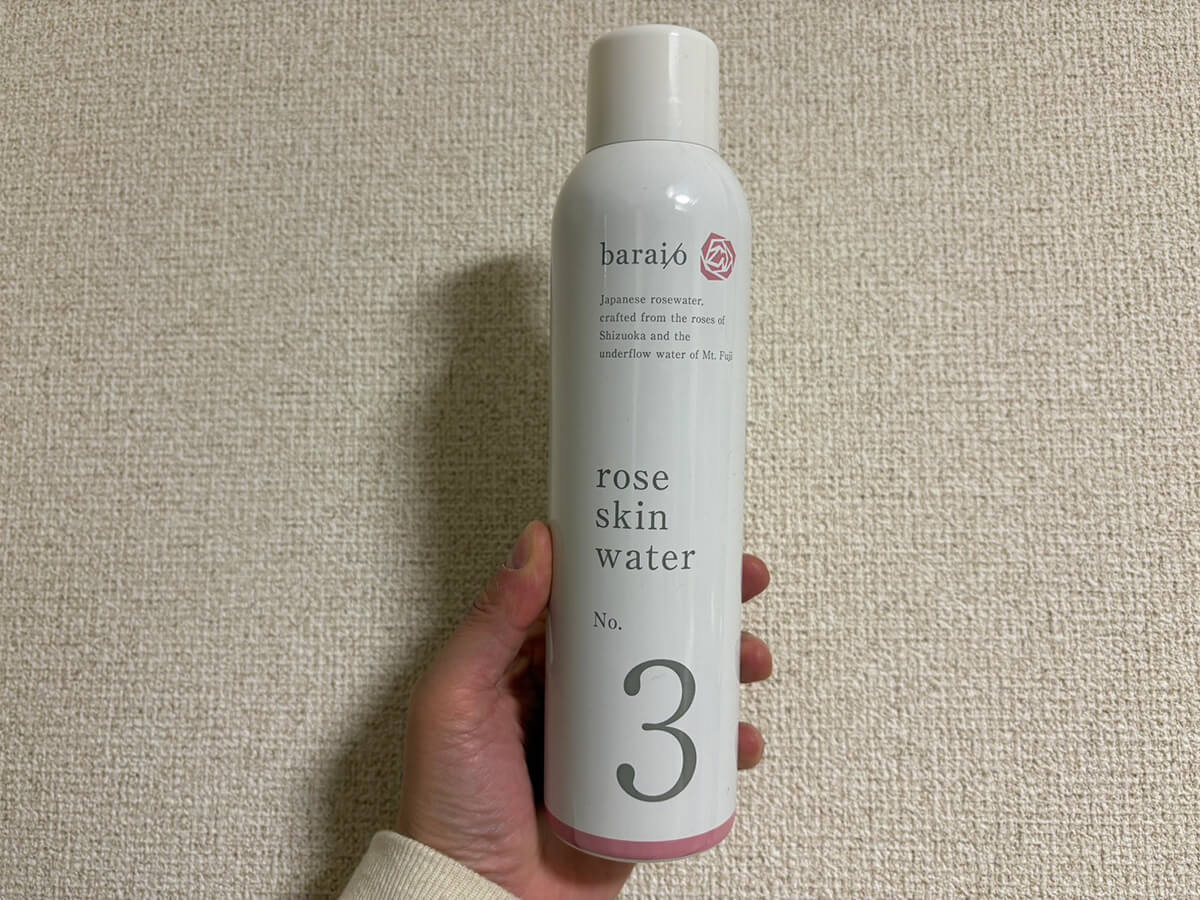 baraio
Japanese rosewater,
crafted from the roses of
Shizuoka and the
underflow water of Mt. Fuji
rose
skin
water
No.
3